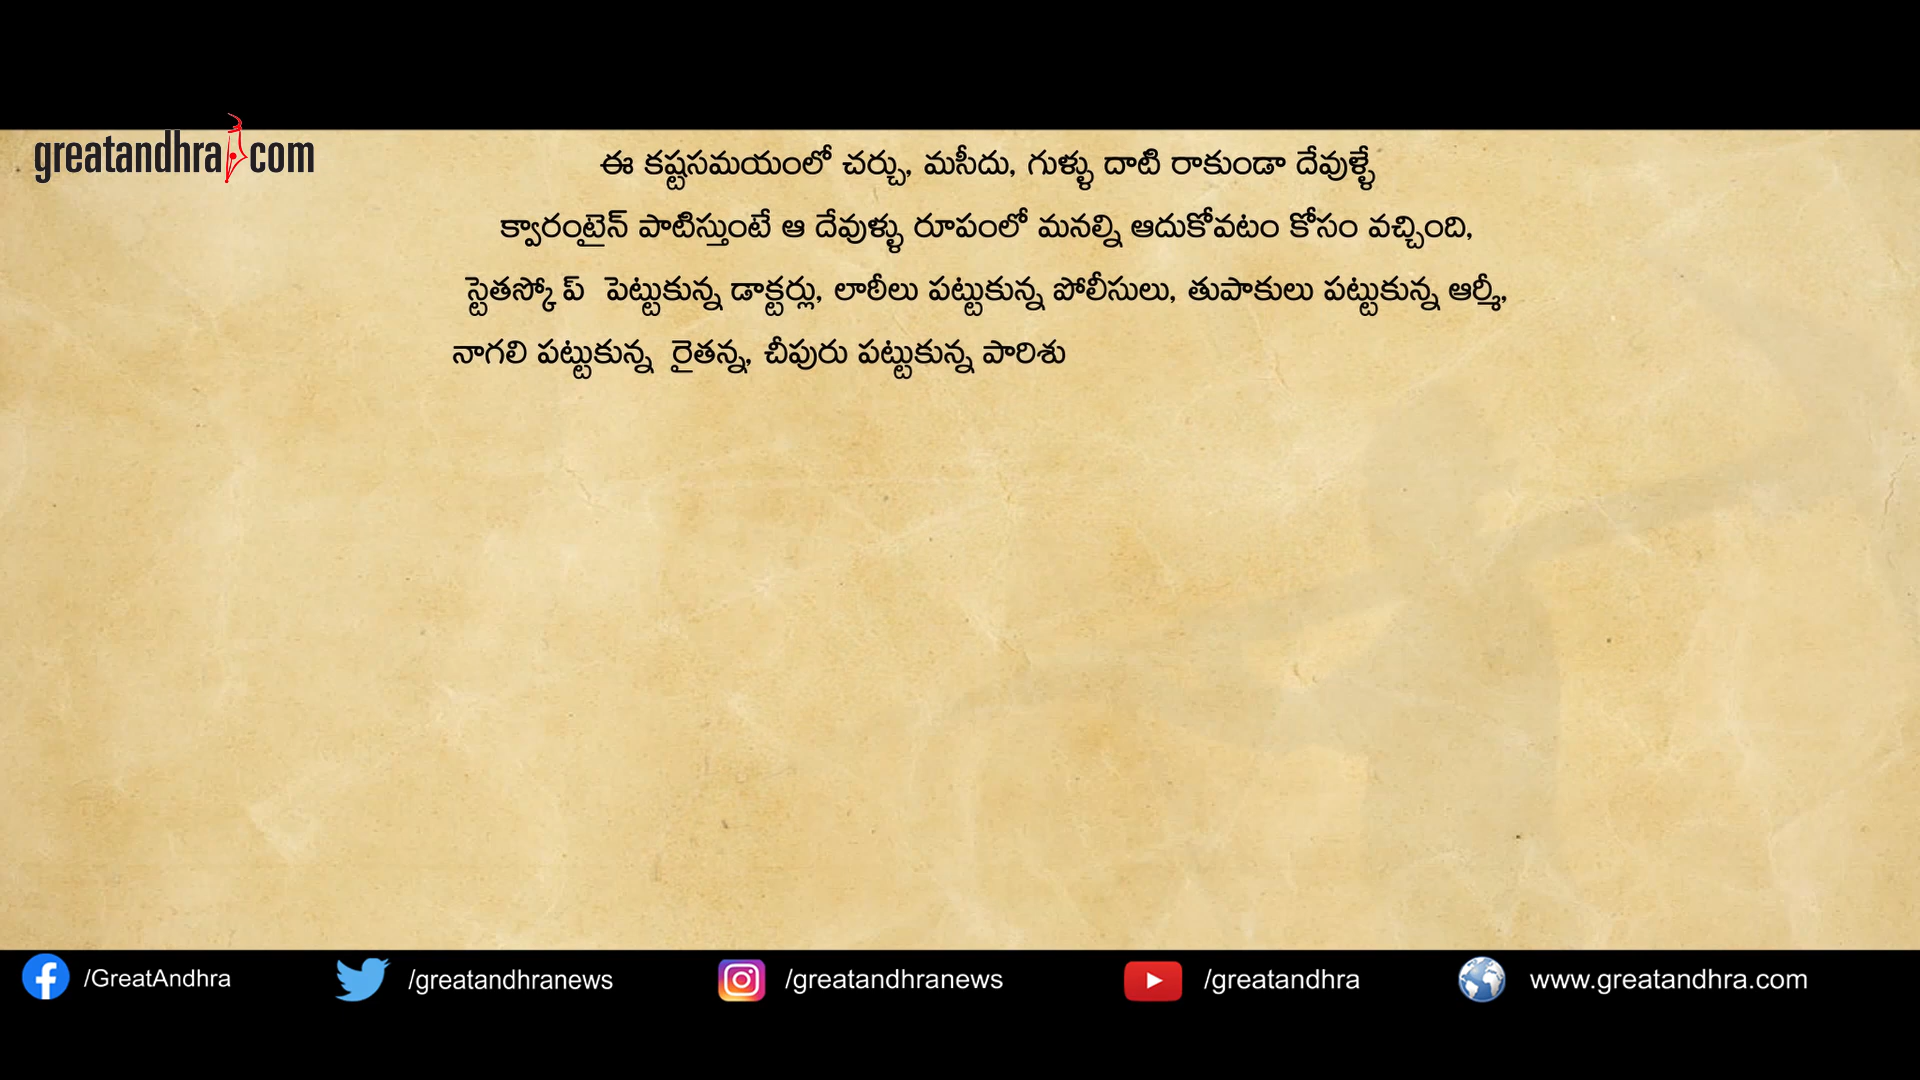 greatandhra.com
ఈ కష్టసమయంలో చర్చు, మసీదు, గుళ్ళు దాటి రాకుండా దేవుళ్ళే
క్వారంటైన్ పాటిస్తుంటే ఆ దేవుళ్ళు రూపంలో మనల్ని ఆదుకోవటం కోసం వచ్చింది,
స్టెతస్కోప్ పెట్టుకున్న డాక్టర్లు, లాఠీలు పట్టుకున్న పోలీసులు, తుపాకులు పట్టుకున్న ఆర్మీ,
నాగలి పట్టుకున్న రైతన్న, చీపురు పట్టుకున్న పారిశు
/GreatAndhra /greatandhranews /greatandhranews /greatandhra www.greatandhra.com